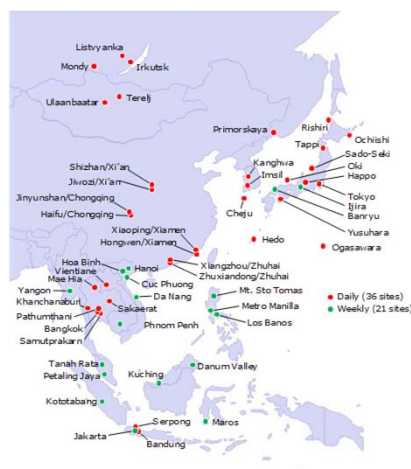 Listvyanka
Mondy
Irkutsk
Ulaanbaatar
Terelj
Primorskaya
Rishiri
Ochiishi
Tappi
Sado-Seki
Kanghwa
Oki
Imsil
Happo
Shizhan/Xi'an
Jiwozi/Xi'an
Tokyo
Jinyunshan/Chongqing
Ijira
Haifu/Chongqing
Cheju
Banryu
Yusuhara
Xiaoping/Xiamen
Hongwen/Xiamen
Hedo
Ogasawara
Hoa Binh
Hanoi
Xiangzhou/Zhuhai
Vientiane
Zhuxiandong/Zhuhai
Mae Hia
Cuc Phuong
Mt. Sto Tomas
Yangon
Da Nang
Daily (36 sites)
Khanchanaburi
Sakaerat
Metro Manilla
Weekly (21 sites)
Pathumthani
Phnom Penh
Los Banos
Bangkok
Samutprakarn
Tanah Rata
Danum Valley
Petaling Jaya
Kuching
Kototabang
Serpong
Maros
Jakarta
Bandung